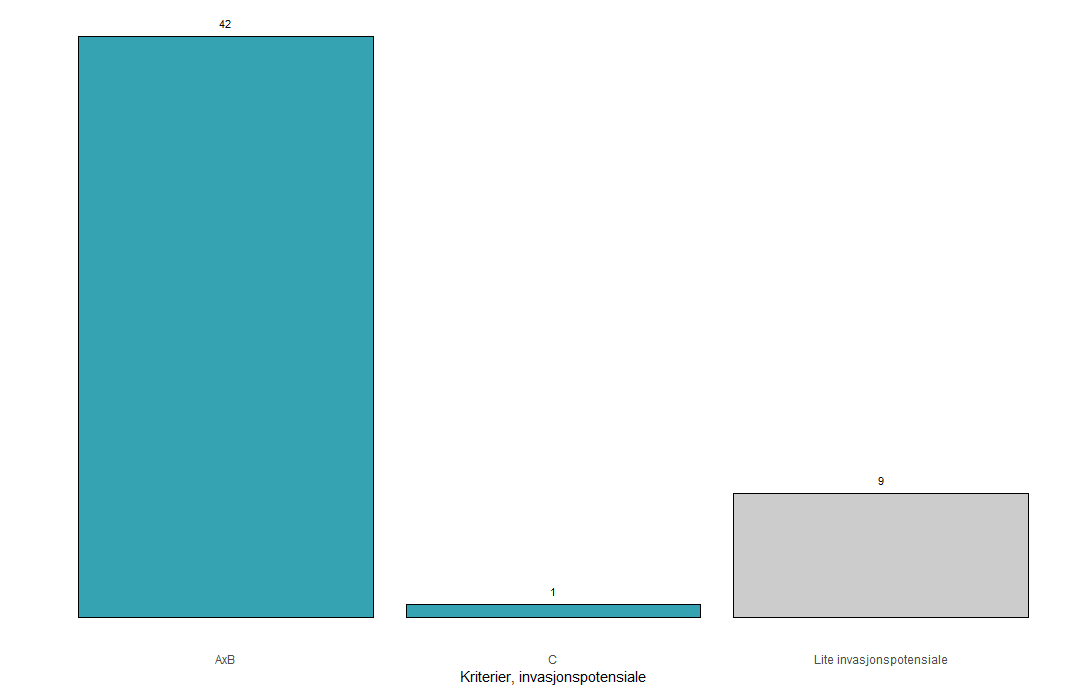 42
1
9
AxB
C
Lite invasjonspotensiale
Kriterier, invasjonspotensiale